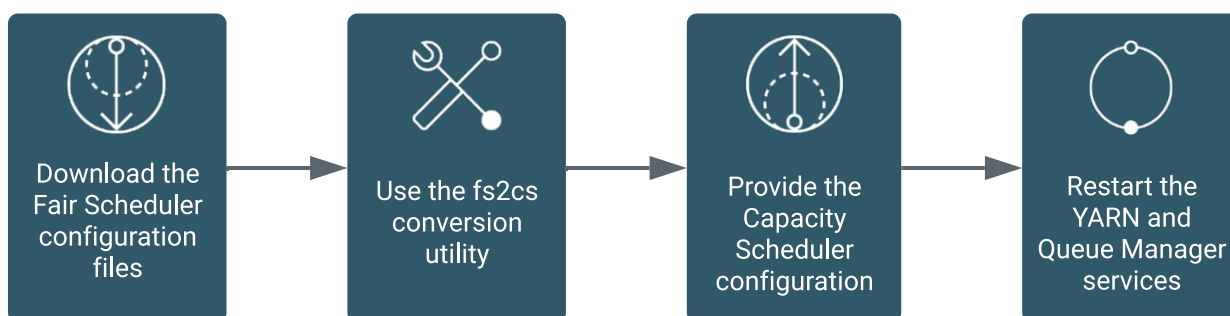 Download the
Fair Scheduler
configuration
files
Use the fs2cs
conversion
utility
Provide the
Capacity
Scheduler
configuration
Restart the
YARN and
Queue Manager
services